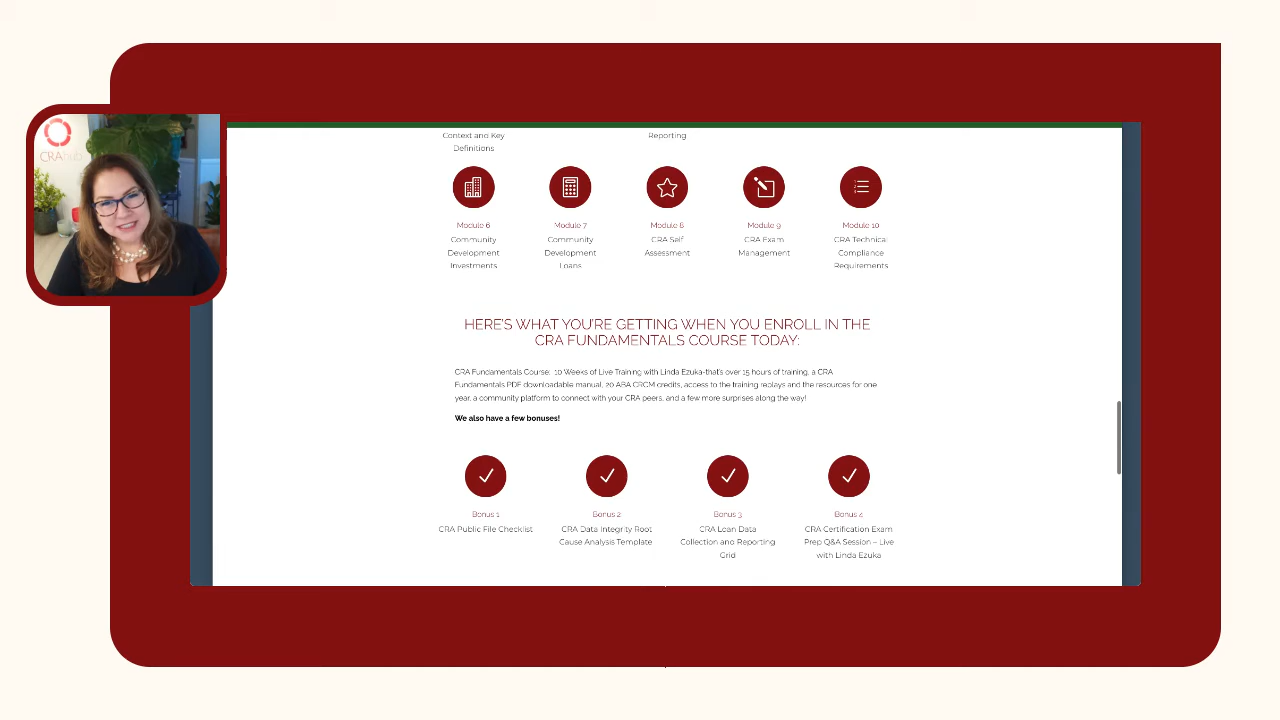 CRAhub
Context and Key
Definitions
Reporting
Module 6
Community
Development
Investments
Module 7
Community
Development
Loans
Module 8
CRA Self
Assessment
Module 9
CRA Exam
Management
Module 10
CRA Technical
Compliance
Requirements
HERE'S WHAT YOU'RE GETTING WHEN YOU ENROLL IN THE
CRA FUNDAMENTALS COURSE TODAY:
CRA Fundamentals Course: 10 Weeks of Live Training with Linda Ezuka-that's over 15 hours of training, a CRA
Fundamentals PDF downloadable manual, 20 ABA CRCM credits, access to the training replays and the resources for one
year, a community platform to connect with your CRA peers, and a few more surprises along the way!
We also have a few bonuses!
Bonus 1
CRA Public File Checklist
Bonus 2
CRA Data Integrity Root
Cause Analysis Template
Bonus 3
CRA Loan Data
Collection and Reporting
Grid
Bonus 4
CRA Certification Exam
Prep Q&A Session – Live
with Linda Ezuka